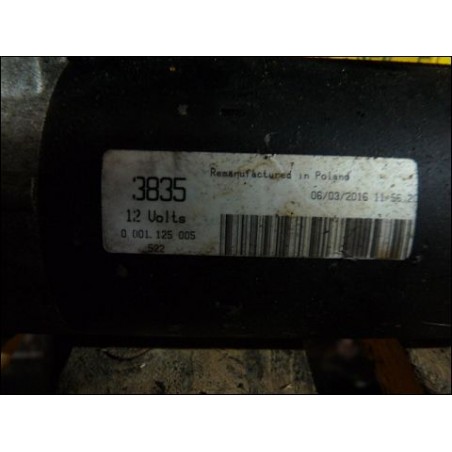 Remanufactured in Poland
3835
06/03/2016 11:56:2
12 Volts
0.001.125.005
502